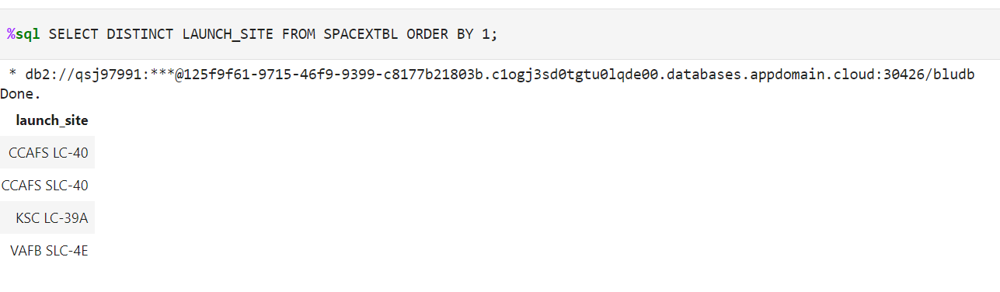 %sql SELECT DISTINCT LAUNCH_SITE FROM SPACEXTBL ORDER BY 1;
* db2://qsj97991:***@125f9f61-9715-46f9-9399-c8177b21803b.c1ogj3sd0tgtu0lqde00.databases.appdomain.cloud:30426/bludb
Done.
launch_site
CCAFS LC-40
CCAFS SLC-40
KSC LC-39A
VAFB SLC-4E